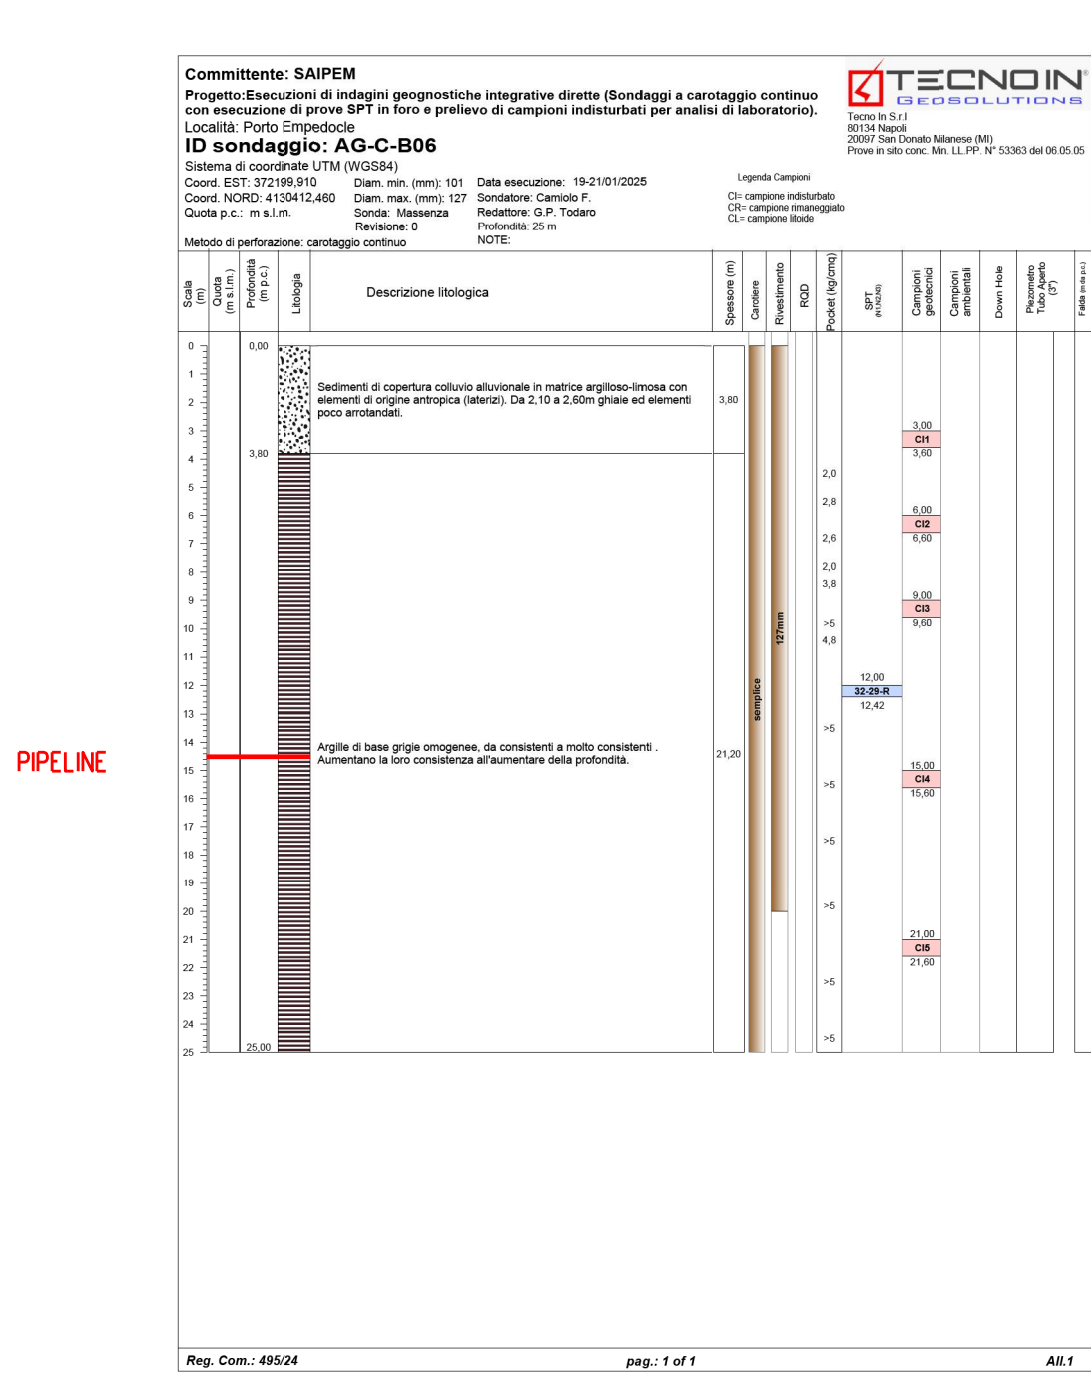 Committente: SAIPEM
Progetto:Esecuzioni di indagini geognostiche integrative dirette (Sondaggi a carotaggio continuo
con esecuzione di prove SPT in foro e prelievo di campioni indisturbati per analisi di laboratorio).
Località: Porto Empedocle
ID sondaggio: AG-C-B06
Sistema di coordinate UTM (WGS84)
Coord. EST: 372199,910 Diam. min. (mm): 101 Data esecuzione: 19-21/01/2025
Coord. NORD: 4130412,460 Diam. max. (mm): 127 Sondatore: Camiolo F.
Quota p.c.: m s.l.m. Sonda: Massenza Redattore: G.P. Todaro
Revisione: 0 Profondità: 25 m
Metodo di perforazione: carotaggio continuo NOTE:
TECNOIN®
GEOSOLUTIONS
Tecno In S.r.l
80134 Napoli
20097 San Donato Milanese (MI)
Prove in sito conc. Min. LL.PP. N° 53363 del 06.05.05
Legenda Campioni
CI= campione indisturbato
CR= campione rimaneggiato
CL= campione litoide
Scala (m)
Quota (m s.l.m.)
Profondità (m p.c.)
Litologia
Descrizione litologica
Spessore (m)
Carotiere
Rivestimento
RQD
Pocket (kg/cmq)
SPT (N1,N2,N3)
Campioni geotecnici
Campioni ambientali
Down Hole
Piezometro Tubo Aperto (3")
Falda (m da p.c.)
0 0,00
1
Sedimenti di copertura colluvio alluvionale in matrice argilloso-limosa con
elementi di origine antropica (laterizi). Da 2,10 a 2,60m ghiaie ed elementi
poco arrotandati.
2 3,80
3 3,00
CI1
3,60
4 3,80
2,0
5
2,8
6 6,00
CI2
7 2,6 6,60
8 2,0
3,8
9 9,00
CI3
10 >5 9,60
127mm
4,8
11
12 12,00
semplice
32-29-R
12,42
13
>5
14
PIPELINE
Argille di base grigie omogenee, da consistenti a molto consistenti .
Aumentano la loro consistenza all'aumentare della profondità.
21,20
15 15,00
CI4
>5
16 15,60
17
>5
18
19
20
>5
21 21,00
CI5
22 21,60
>5
23
24
>5
25 25,00
Reg. Com.: 495/24 pag.: 1 of 1 All.1